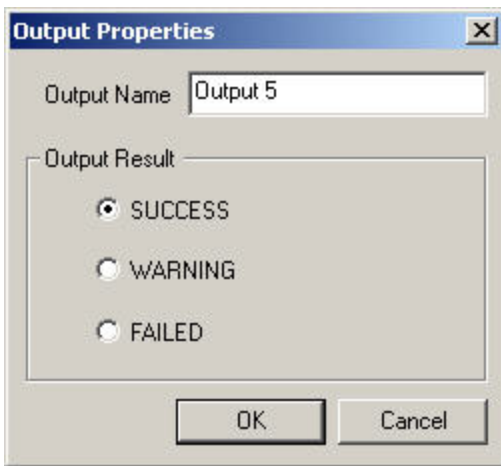 Output Properties
Output Name Output 5
Output Result
SUCCESS
WARNING
FAILED
OK Cancel